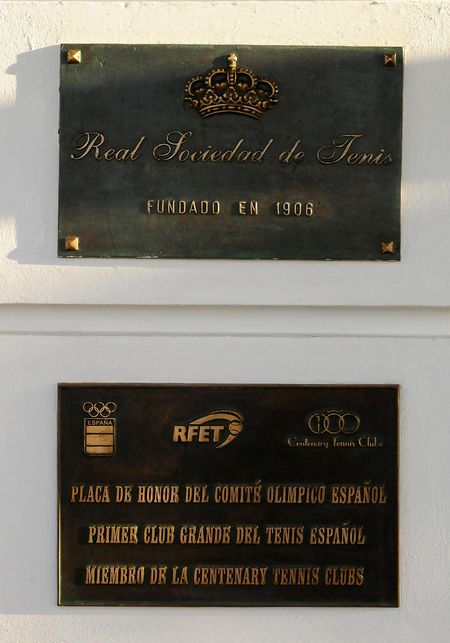 Real Sociedad de Tenis
FUNDADO EN 1906
ESPAÑA
RFET
100
Centenary Tennis Clubs
PLACA DE HONOR DEL COMITÉ OLIMPICO ESPAÑOL
PRIMER CLUB GRANDE DEL TENIS ESPAÑOL
MIEMBRO DE LA CENTENARY TENNIS CLUBS